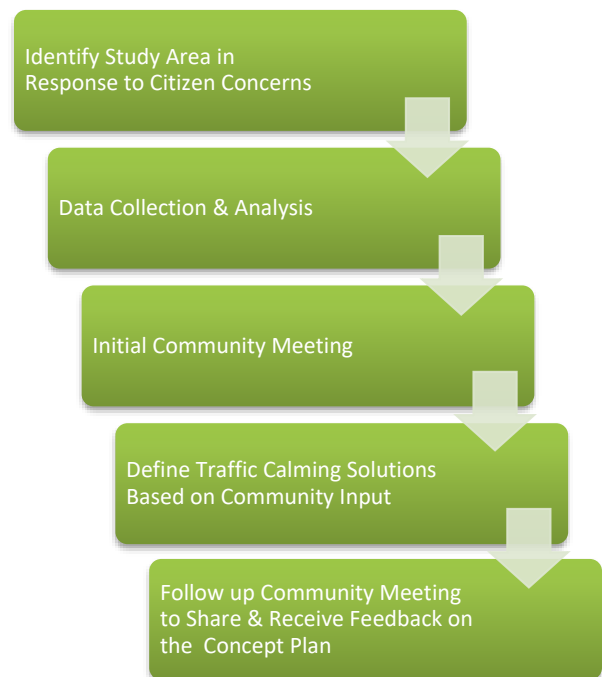 Identify Study Area in
Response to Citizen Concerns
Data Collection & Analysis
Initial Community Meeting
Define Traffic Calming Solutions
Based on Community Input
Follow up Community Meeting
to Share & Receive Feedback on
the  Concept Plan